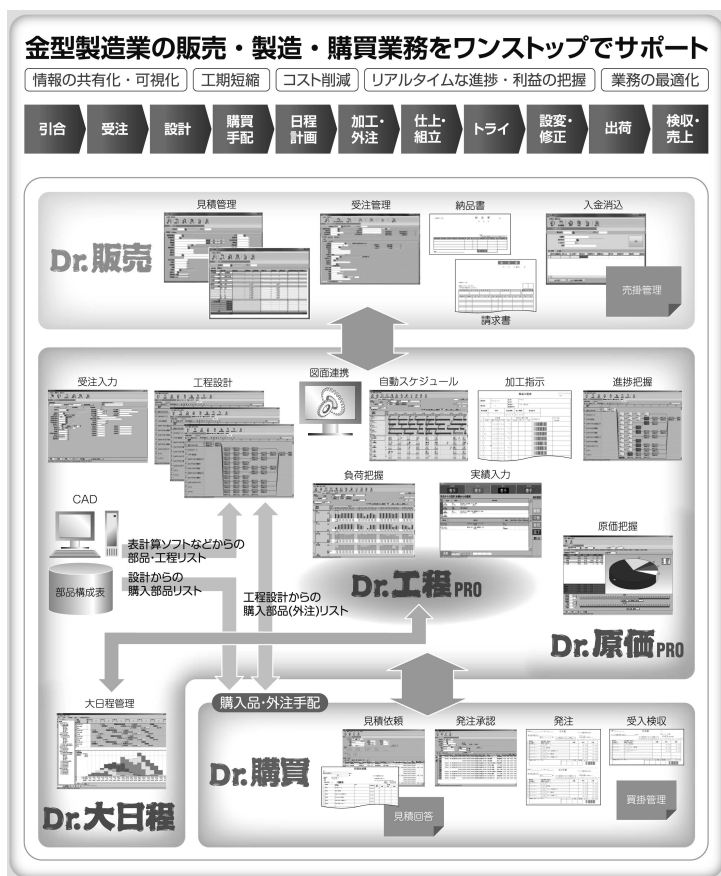 金型製造業の販売・製造・購買業務をワンストップでサポート
情報の共有化・可視化 工期短縮 コスト削減 リアルタイムな進捗・利益の把握 業務の最適化
引合 受注 設計 購買手配 日程計画 加工・外注 仕上・組立 トライ 設変・修正 出荷 検収・売上
見積管理 受注管理 納品書 入金消込
Dr.販売
売掛管理
請求書
図面連携
受注入力 工程設計 自動スケジュール 加工指示 進捗把握
負荷把握 実績入力
CAD
原価把握
表計算ソフトなどからの
部品・工程リスト
設計からの
購入部品リスト
部品構成表
工程設計からの
購入部品(外注)リスト
Dr.工程PRO
Dr.原価PRO
大日程管理
購入品・外注手配
見積依頼 発注承認 発注 受入検収
Dr.購買
買掛管理
見積回答
Dr.大日程